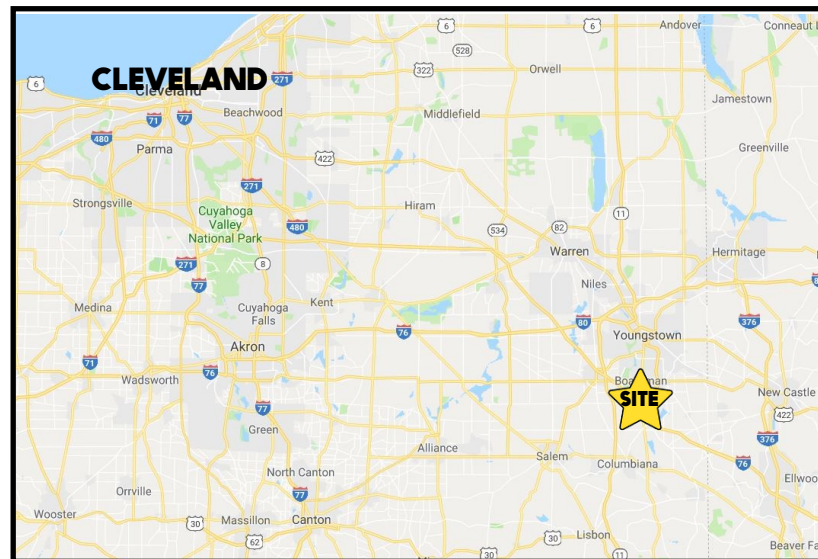 6
6
Andover
Conneaut L
528
322
Orwell
CLEVELAND
Cleveland
271
6
Beachwood
Middlefield
Jamestown
71
77
480
Parma
422
Greenville
271
Strongsville
Hiram
Cuyahoga
Valley
National Park
480
11
534
82
Warren
Hermitage
271
8
77
Niles
Medina
Cuyahoga
Falls
Kent
80
376
76
Youngstown
Akron
71
76
Wadsworth
Boardman
SITE
New Castle
422
77
Green
376
Alliance
Salem
Columbiana
76
North Canton
Ellwo
Orrville
77
Wooster
30
Massillon
Canton
62
30
30
Lisbon
11
Beaver Fa